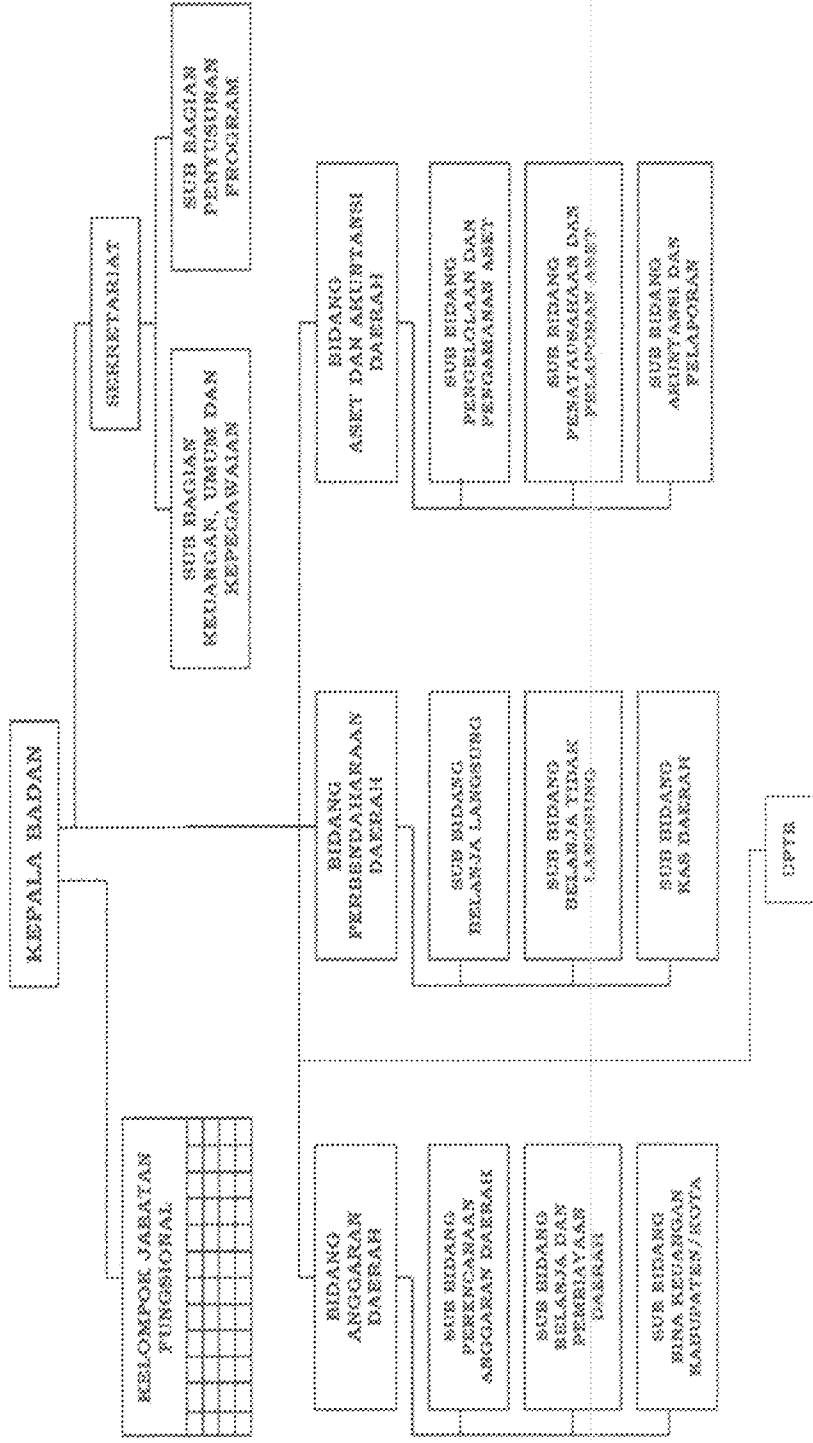 KEPALA BADAN
KELOMPOK JABATAN
FUNGSIONAL
SEKRETARIAT
SUB BAGIAN
KEUANGAN, UMUM DAN
KEPEGAWAIAN
SUB BAGIAN
PENYUSUNAN
PROGRAM
BIDANG
ANGGARAN
DAERAH
SUB BIDANG
PERENCANAAN
ANGGARAN DAERAH
SUB BIDANG
BELANJA DAN
PEMBIAYAAN
DAERAH
SUB BIDANG
BINA KEUANGAN
KABUPATEN/KOTA
BIDANG
PERBENDAHARAAN
DAERAH
SUB BIDANG
BELANJA LANGSUNG
SUB BIDANG
BELANJA TIDAK
LANGSUNG
SUB BIDANG
KAS DAERAH
BIDANG
ASET DAN AKUNTANSI
DAERAH
SUB BIDANG
PENGELOLAAN DAN
PENGAMANAN ASET
SUB BIDANG
PENATAUSAHAAN DAN
PELAPORAN ASET
SUB BIDANG
AKUNTANSI DAN
PELAPORAN